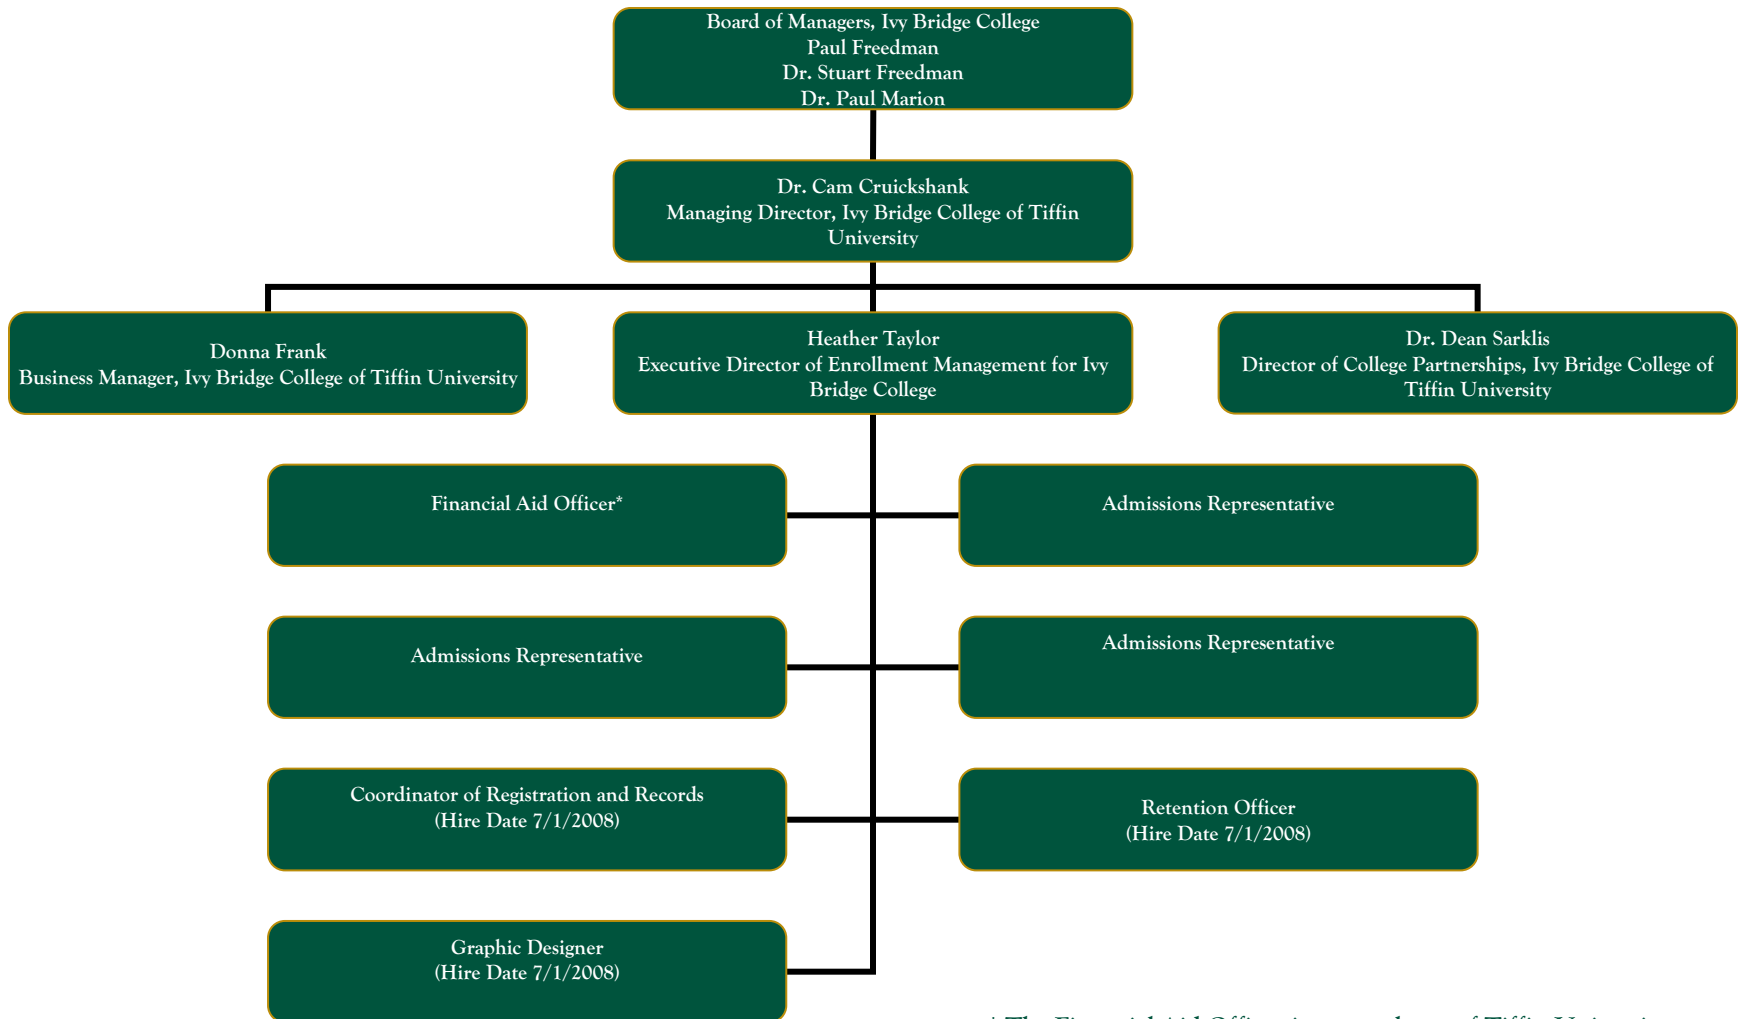 Board of Managers, Ivy Bridge College
Paul Freedman
Dr. Stuart Freedman
Dr. Paul Marion
Dr. Cam Cruickshank
Managing Director, Ivy Bridge College of Tiffin
University
Donna Frank
Business Manager, Ivy Bridge College of Tiffin University
Heather Taylor
Executive Director of Enrollment Management for Ivy
Bridge College
Dr. Dean Sarklis
Director of College Partnerships, Ivy Bridge College of
Tiffin University
Financial Aid Officer*
Admissions Representative
Admissions Representative
Admissions Representative
Coordinator of Registration and Records
(Hire Date 7/1/2008)
Retention Officer
(Hire Date 7/1/2008)
Graphic Designer
(Hire Date 7/1/2008)